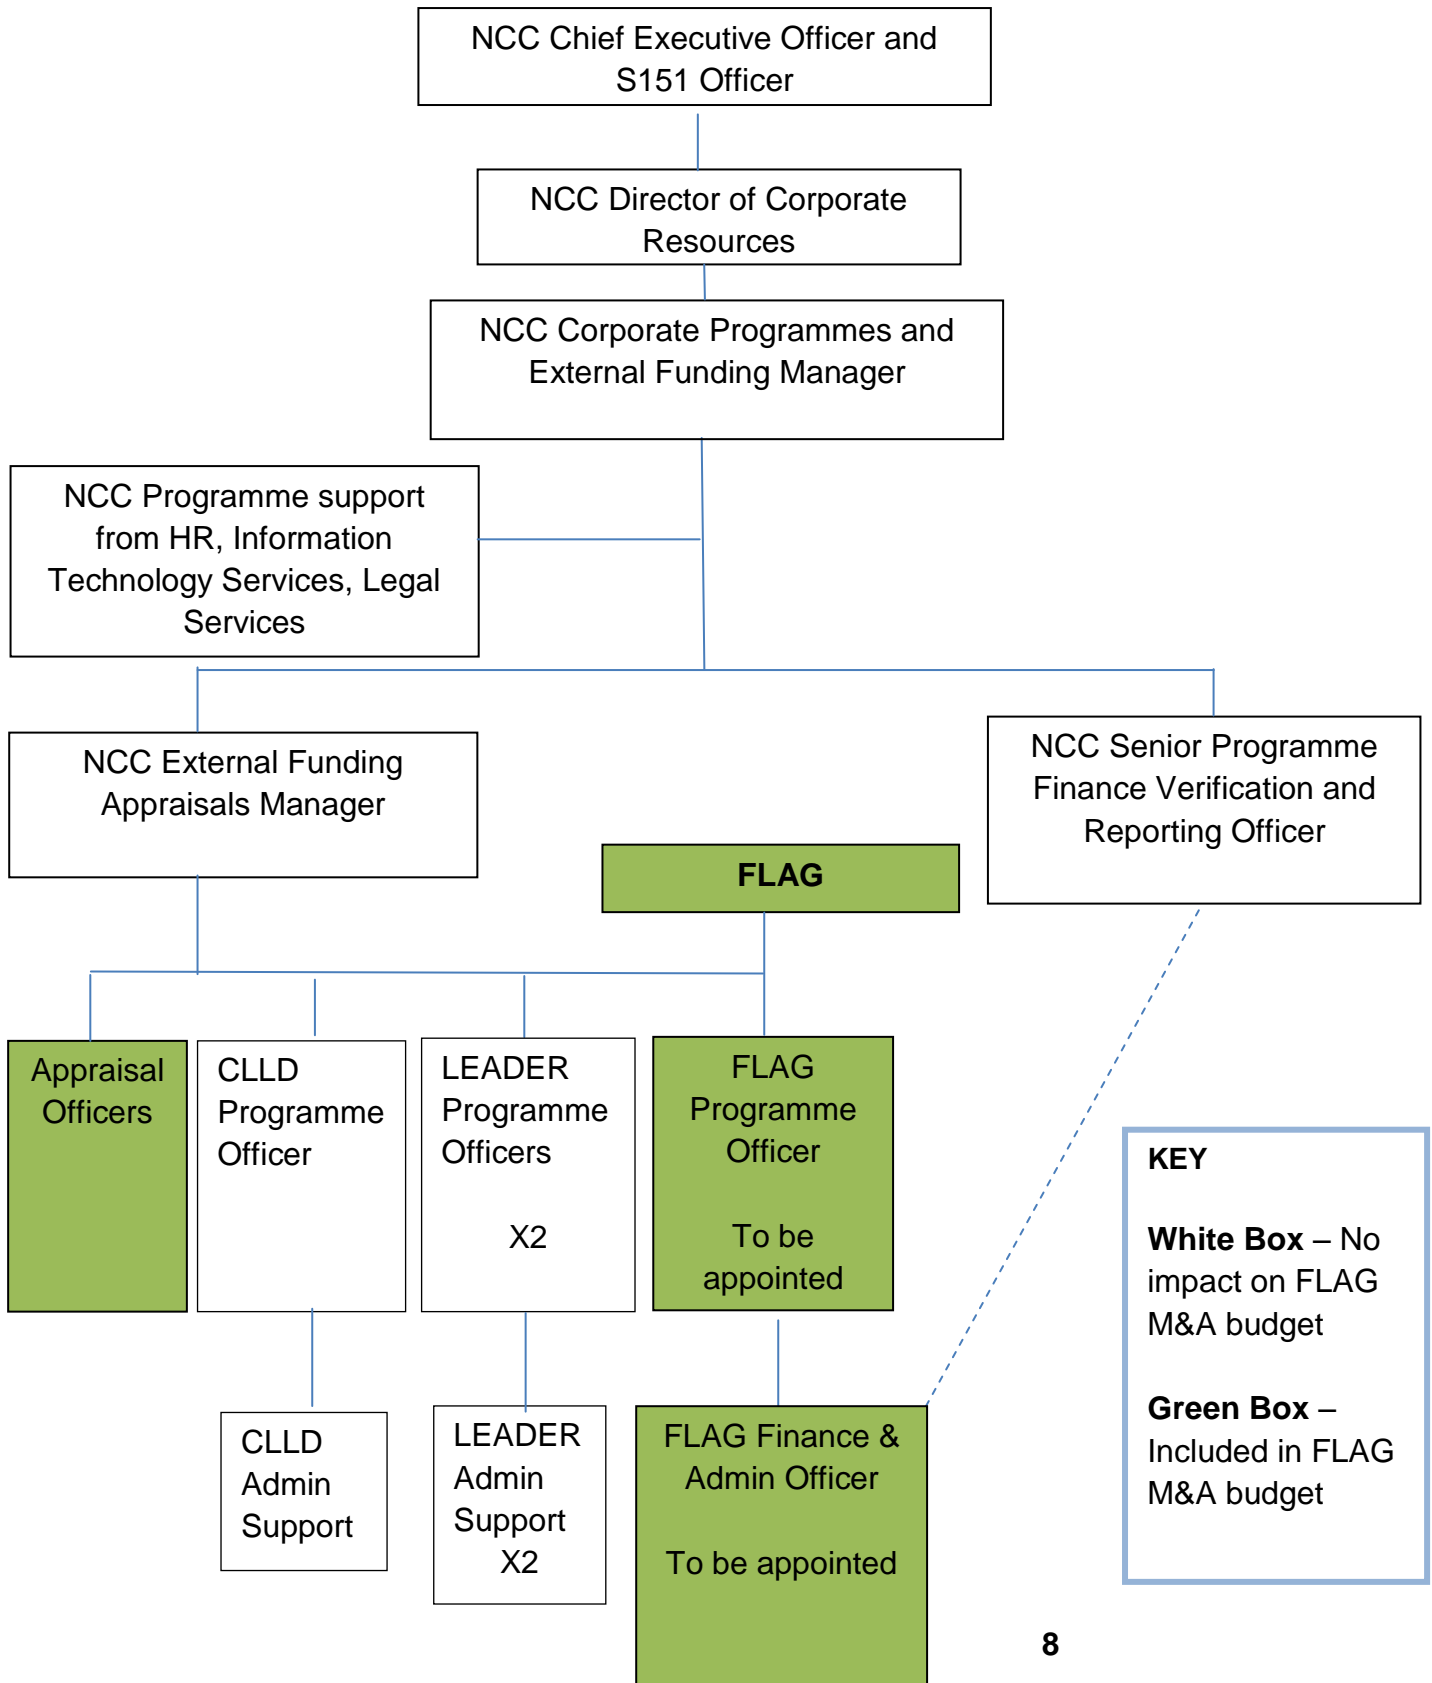 NCC Chief Executive Officer and
S151 Officer
NCC Director of Corporate
Resources
NCC Corporate Programmes and
External Funding Manager
NCC Programme support
from HR, Information
Technology Services, Legal
Services
NCC External Funding
Appraisals Manager
NCC Senior Programme
Finance Verification and
Reporting Officer
FLAG
Appraisal
Officers
CLLD
Programme
Officer
LEADER
Programme
Officers
X2
FLAG
Programme
Officer
To be
appointed
CLLD
Admin
Support
LEADER
Admin
Support
X2
FLAG Finance &
Admin Officer
To be appointed
KEY
White Box – No
impact on FLAG
M&A budget
Green Box –
Included in FLAG
M&A budget
8